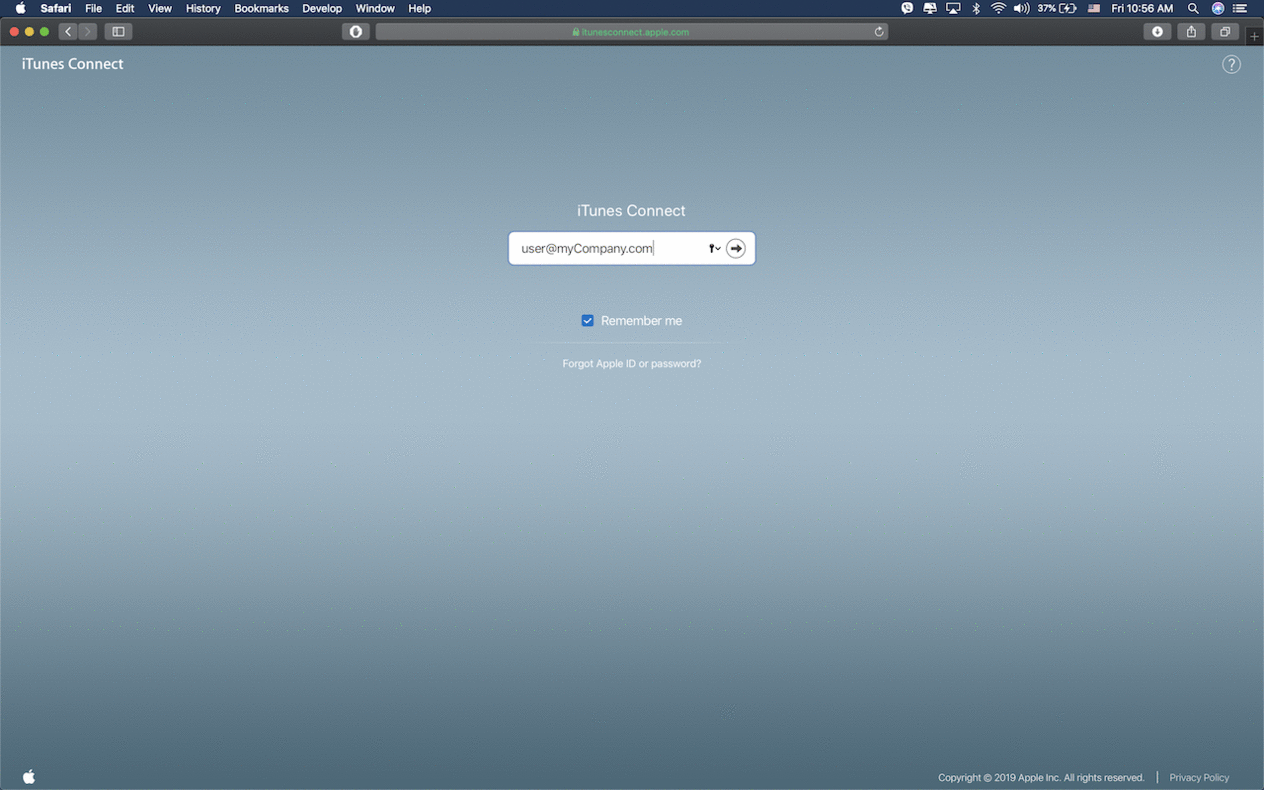 Safari File Edit View History Bookmarks Develop Window Help 37% Fri 10:56 AM
itunesconnect.apple.com
iTunes Connect ?
iTunes Connect
user@myCompany.com
Remember me
Forgot Apple ID or password?
Copyright © 2019 Apple Inc. All rights reserved. | Privacy Policy